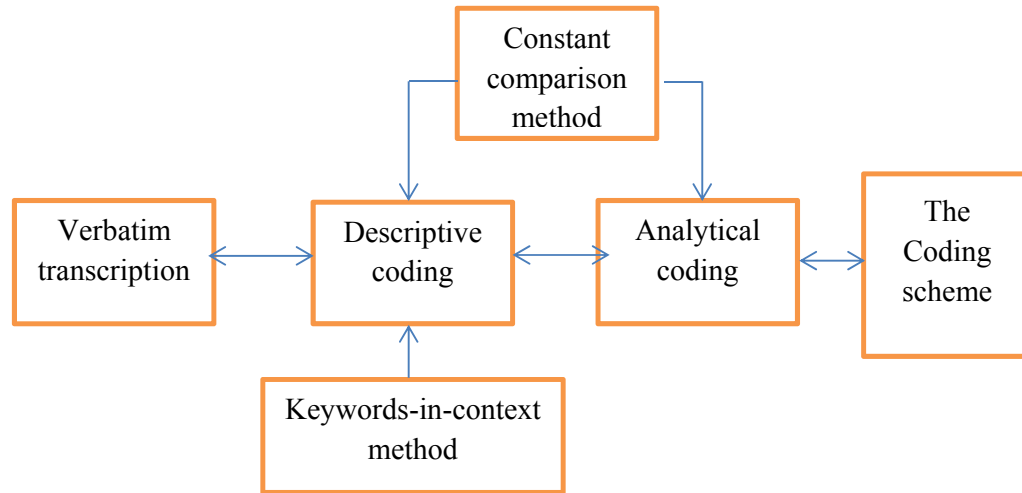 Constant
comparison
method
Verbatim
transcription
Descriptive
coding
Analytical
coding
The
Coding
scheme
Keywords-in-context
method